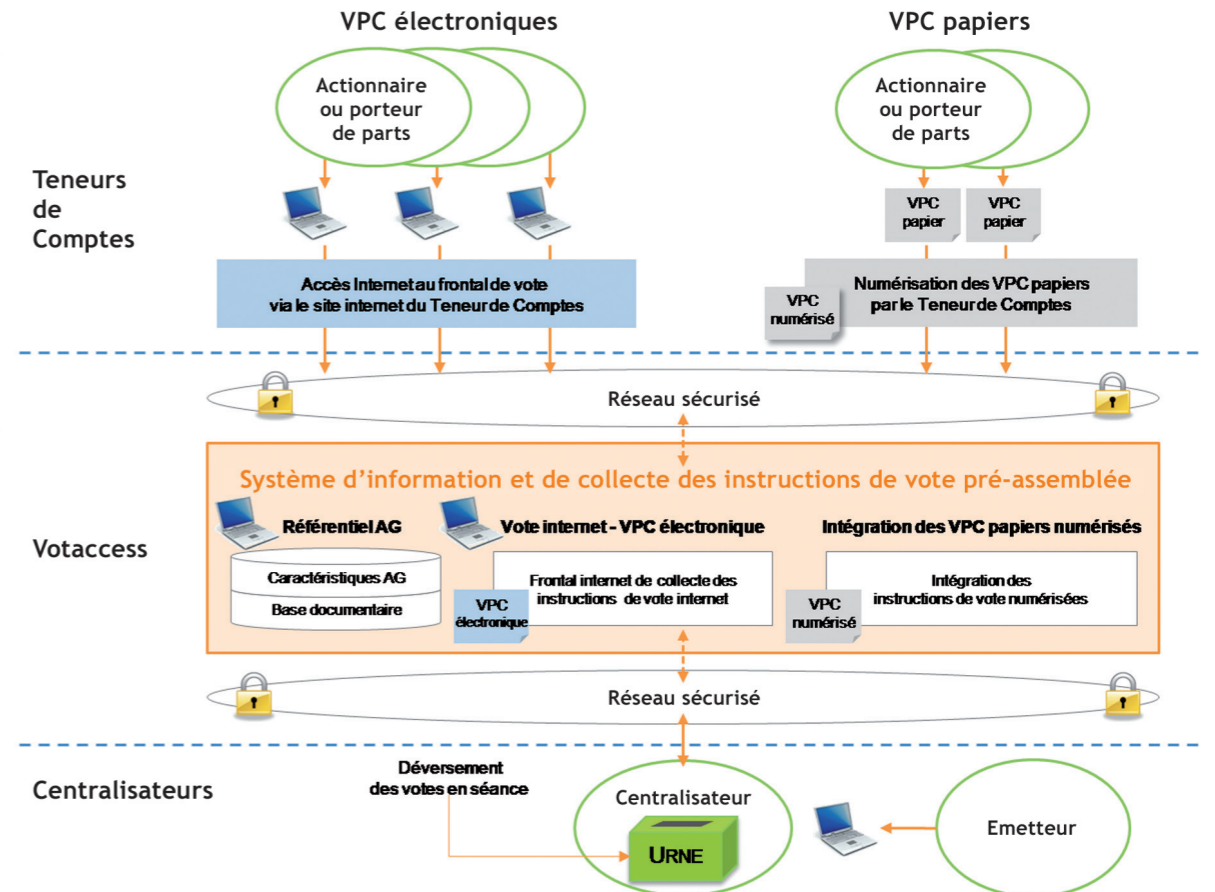 VPC électroniques
VPC papiers
Actionnaire
ou porteur
de parts
Actionnaire
ou porteur
de parts
Teneurs
de
Comptes
VPC
papier
VPC
papier
Accès Internet au frontal de vote
via le site internet du Teneur de Comptes
Numérisation des VPC papiers
par le Teneur de Comptes
VPC
numérisé
Réseau sécurisé
Système d'information et de collecte des instructions de vote pré-assemblée
Votaccess
Référentiel AG
Caractéristiques AG
Base documentaire
Vote internet - VPC électronique
Frontal internet de collecte des
instructions de vote internet
VPC
électronique
Intégration des VPC papiers numérisés
Intégration des
instructions de vote numérisées
VPC
numérisé
Réseau sécurisé
Centralisateurs
Déversement
des votes en séance
Centralisateur
URNE
Emetteur